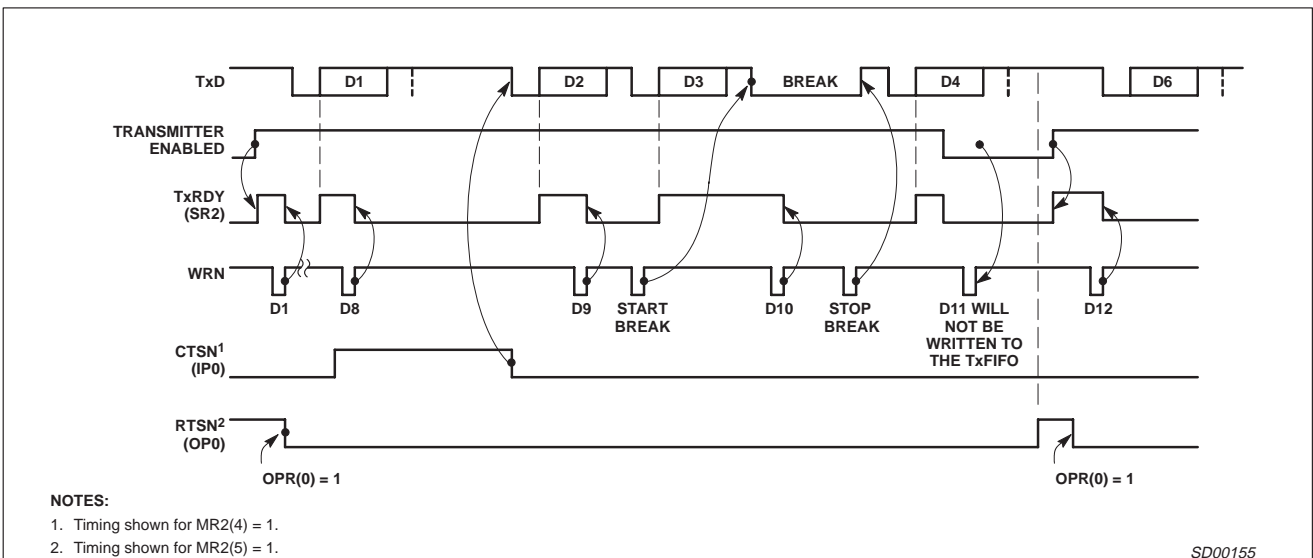 TxD
D1
D2
D3
BREAK
D4
D6
TRANSMITTER
ENABLED
TxRDY
(SR2)
WRN
D1
D8
D9
START
BREAK
D10
STOP
BREAK
D11 WILL
NOT BE
WRITTEN TO
THE TxFIFO
D12
CTSN1
(IP0)
RTSN2
(OP0)
OPR(0) = 1
OPR(0) = 1
NOTES:
1. Timing shown for MR2(4) = 1.
2. Timing shown for MR2(5) = 1.
SD00155